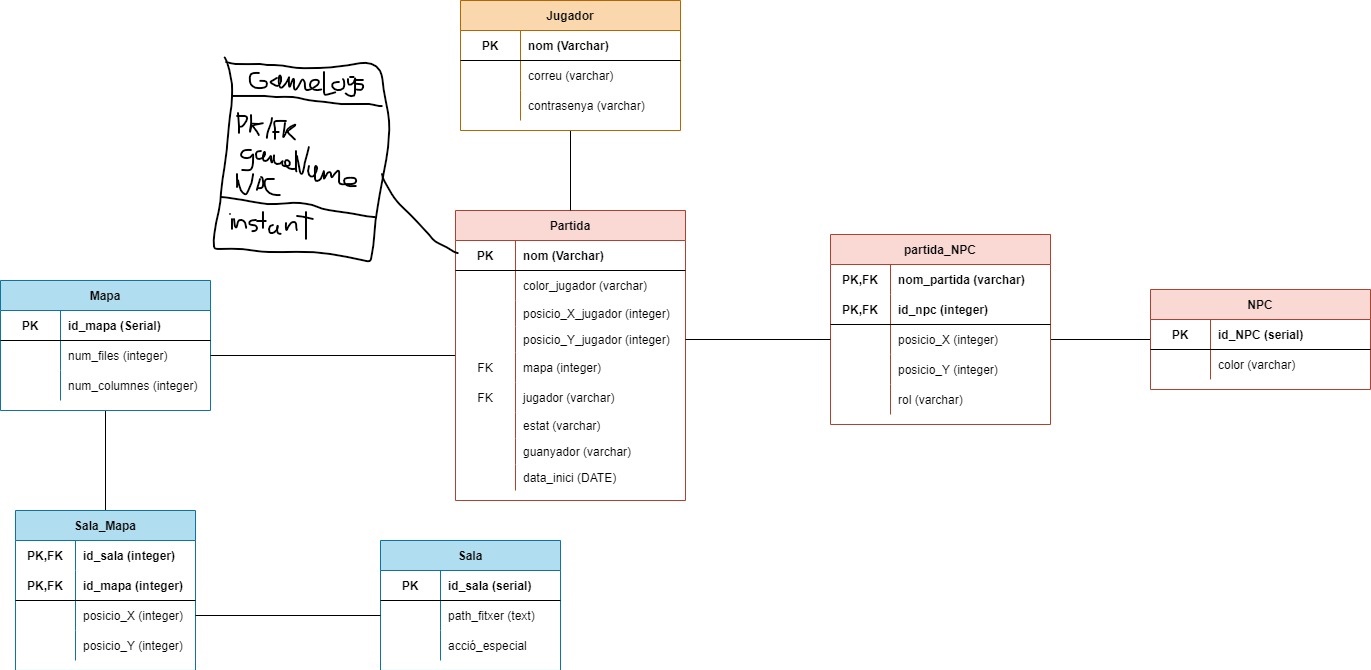 Jugador
PK nom (Varchar)
correu (varchar)
contrasenya (varchar)
GameLogs
PK/FK
gameName
NPC
instant
Partida
PK nom (Varchar)
color_jugador (varchar)
posicio_X_jugador (integer)
posicio_Y_jugador (integer)
FK mapa (integer)
FK jugador (varchar)
estat (varchar)
guanyador (varchar)
data_inici (DATE)
partida_NPC
PK,FK nom_partida (varchar)
PK,FK id_npc (integer)
posicio_X (integer)
posicio_Y (integer)
rol (varchar)
NPC
PK id_NPC (serial)
color (varchar)
Mapa
PK id_mapa (Serial)
num_files (integer)
num_columnes (integer)
Sala_Mapa
PK,FK id_sala (integer)
PK,FK id_mapa (integer)
posicio_X (integer)
posicio_Y (integer)
Sala
PK id_sala (serial)
path_fitxer (text)
acció_especial